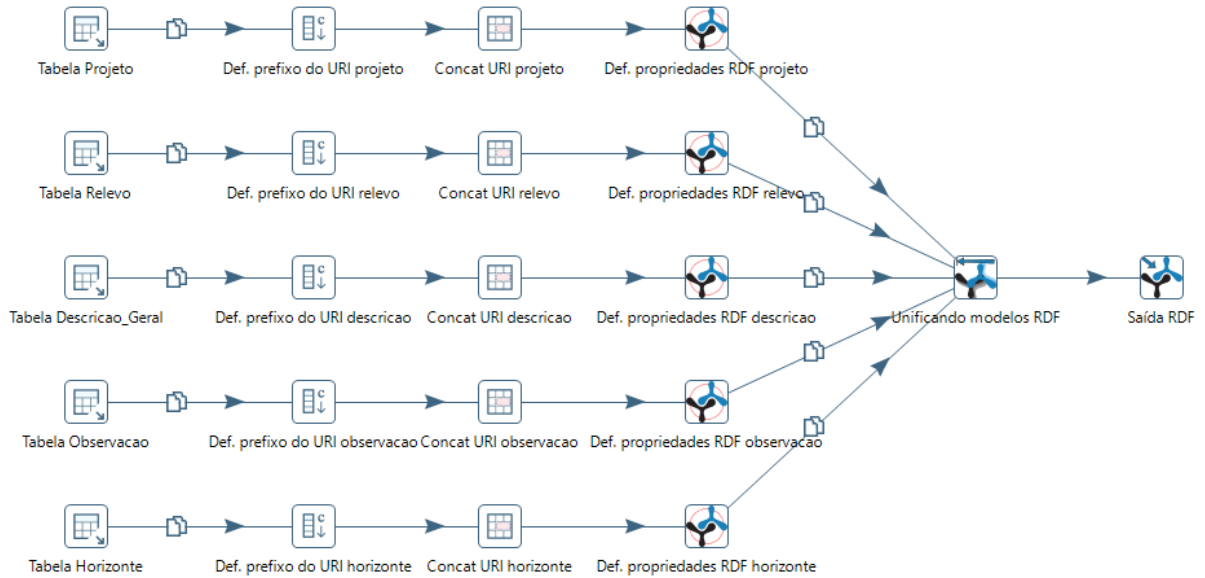 Tabela Projeto
Def. prefixo do URI projeto
Concat URI projeto
Def. propriedades RDF projeto
Tabela Relevo
Def. prefixo do URI relevo
Concat URI relevo
Def. propriedades RDF relevo
Tabela Descricao_Geral
Def. prefixo do URI descricao
Concat URI descricao
Def. propriedades RDF descricao
Unificando modelos RDF
Saída RDF
Tabela Observacao
Def. prefixo do URI observacao
Concat URI observacao
Def. propriedades RDF observacao
Tabela Horizonte
Def. prefixo do URI horizonte
Concat URI horizonte
Def. propriedades RDF horizonte